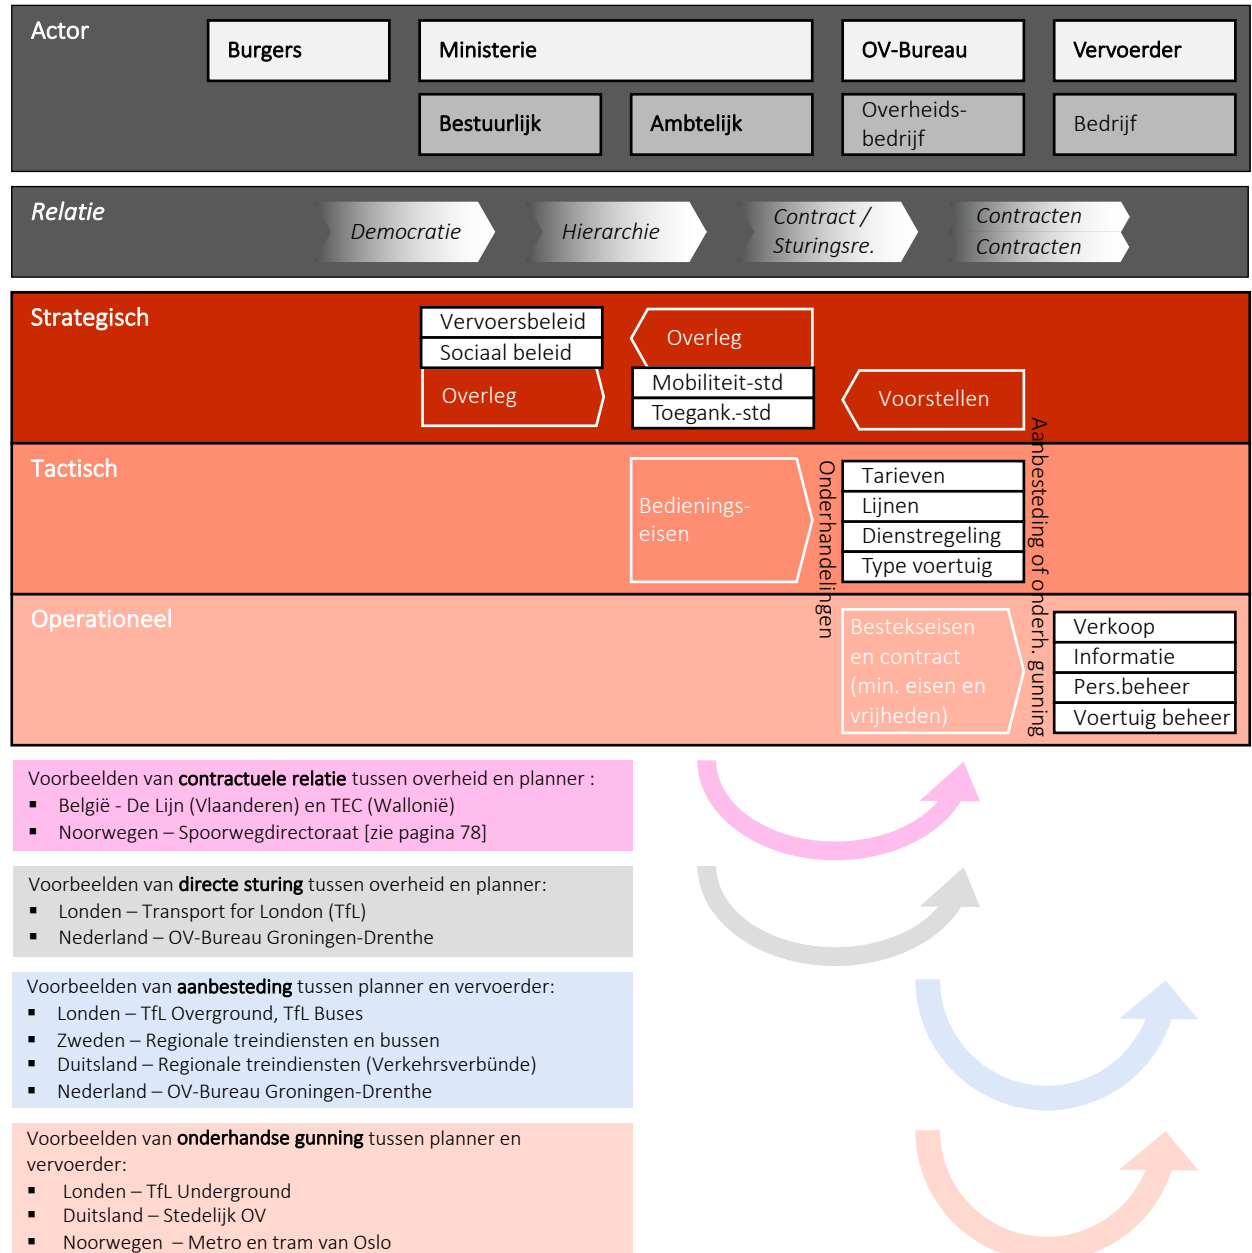 Actor
Burgers
Ministerie
OV-Bureau
Vervoerder
Bestuurlijk
Ambtelijk
Overheids-
bedrijf
Bedrijf
Relatie
Democratie
Hierarchie
Contract /
Sturingsre.
Contracten
Contracten
Strategisch
Vervoersbeleid
Sociaal beleid
Overleg
Overleg
Mobiliteit-std
Toegank.-std
Voorstellen
Tactisch
Bedienings-
eisen
Onderhandelingen
Tarieven
Lijnen
Dienstregeling
Type voertuig
Aanbesteding of onderh. gunning
Operationeel
Bestekseisen
en contract
(min. eisen en
vrijheden)
Verkoop
Informatie
Pers.beheer
Voertuig beheer
Voorbeelden van contractuele relatie tussen overheid en planner :
▪ België - De Lijn (Vlaanderen) en TEC (Wallonië)
▪ Noorwegen – Spoorwegdirectoraat [zie pagina 78]
Voorbeelden van directe sturing tussen overheid en planner:
▪ Londen – Transport for London (TfL)
▪ Nederland – OV-Bureau Groningen-Drenthe
Voorbeelden van aanbesteding tussen planner en vervoerder:
▪ Londen – TfL Overground, TfL Buses
▪ Zweden – Regionale treindiensten en bussen
▪ Duitsland – Regionale treindiensten (Verkehrsverbünde)
▪ Nederland – OV-Bureau Groningen-Drenthe
Voorbeelden van onderhandse gunning tussen planner en
vervoerder:
▪ Londen – TfL Underground
▪ Duitsland – Stedelijk OV
▪ Noorwegen – Metro en tram van Oslo